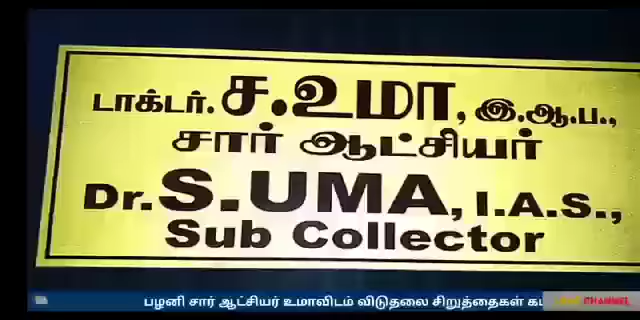 டாக்டர். ச.உமா, இ.ஆ.ப.,
சார் ஆட்சியர்
Dr. S.UMA, I.A.S.,
Sub Collector
பழனி சார் ஆட்சியர் உமாவிடம் விடுதலை சிறுத்தைகள்
CHANNEL